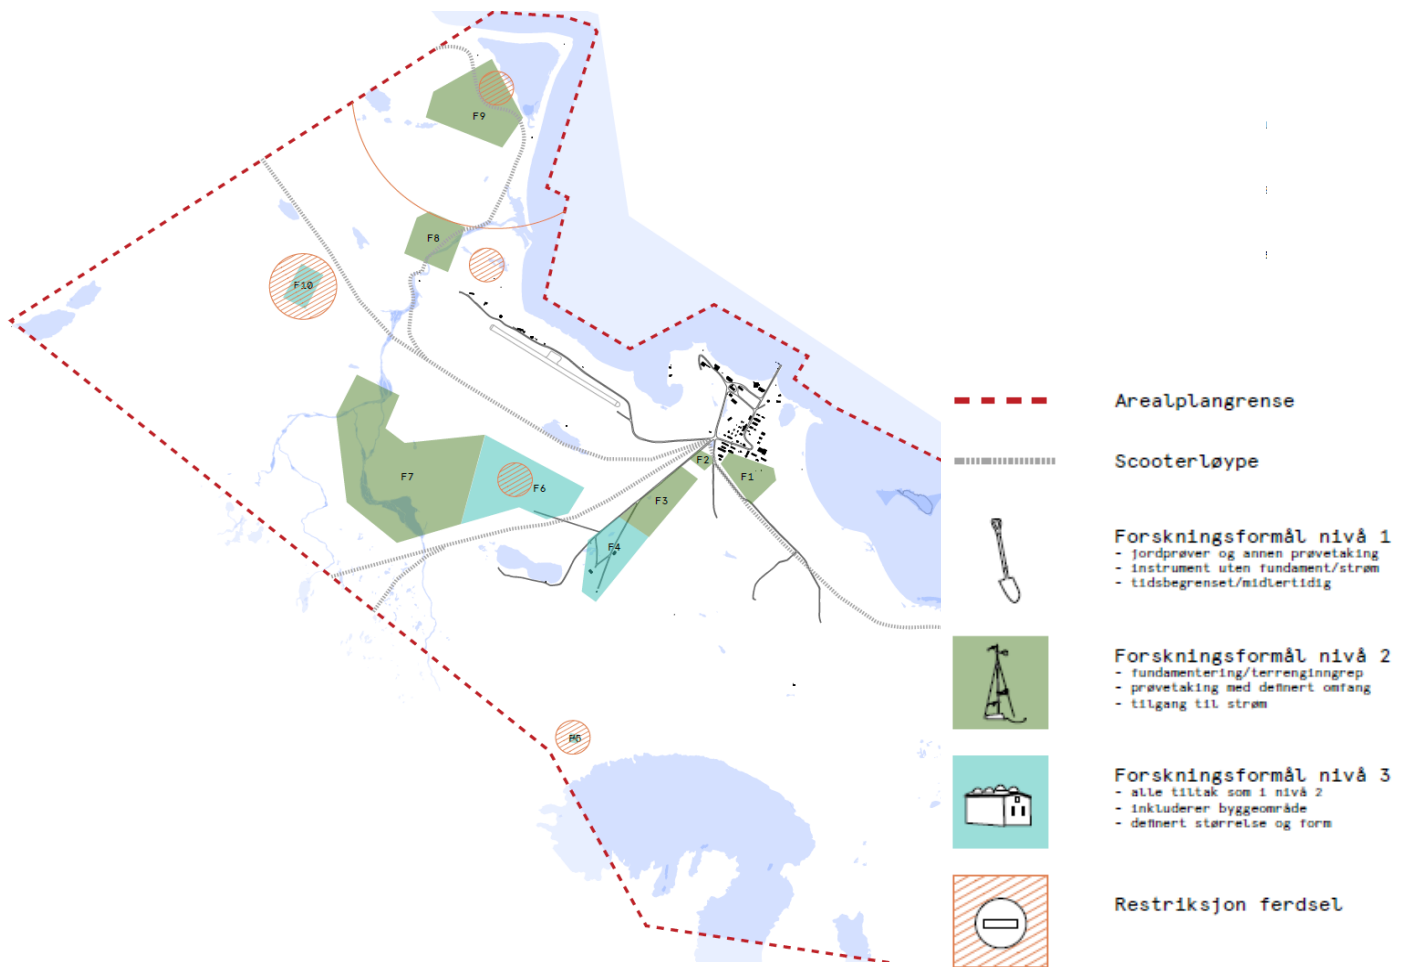 F9
F8
F10
F7
F6
F2
F1
F3
F4
Arealplangrense
Scooterløype
Forskningsformål nivå 1
- jordprøver og annen prøvetaking
- instrument uten fundament/strøm
- tidsbegrenset/midlertidig
Forskningsformål nivå 2
- fundamentering/terrenginngrep
- prøvetaking med definert omfang
- tilgang til strøm
Forskningsformål nivå 3
- alle tiltak som i nivå 2
- inkluderer byggeområde
- definert størrelse og form
Restriksjon ferdsel